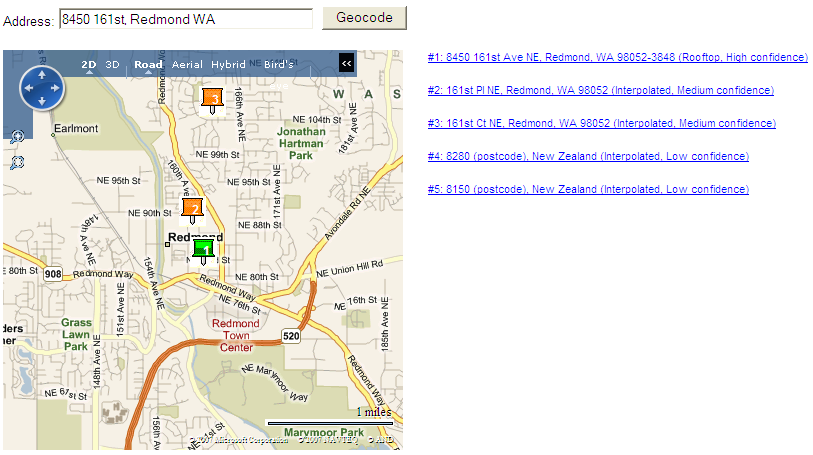 Address: 8450 161st, Redmond WA Geocode
2D 3D Road Aerial Hybrid Bird's <<
#1: 8450 161st Ave NE, Redmond, WA 98052-3848 (Rooftop, High confidence)
#2: 161st Pl NE, Redmond, WA 98052 (Interpolated, Medium confidence)
#3: 161st Ct NE, Redmond, WA 98052 (Interpolated, Medium confidence)
#4: 8280 (postcode), New Zealand (Interpolated, Low confidence)
#5: 8150 (postcode), New Zealand (Interpolated, Low confidence)
3
166th Ave NE
W A S
NE 104th St
181st Ave NE
Earlmont
Jonathan
Hartman
Park
NE 99th St
160th Ave NE
NE 95th St
NE 95th St
171st Ave NE
Avondale Rd NE
148th Ave NE
NE 90th St
2
NE 88th St
Redmond
1
E 80th St
908
Redmond Way
154th Ave NE
NE 80th St
NE Union Hill Rd
Redmond Way
NE 76th St
NE 76th St
151st Ave NE
Grass
Lawn
Park
Redmond
Town
Center
520
185th Ave NE
148th Ave NE
NE Marymoor Way
Redmond Way
NE 61st St
1 miles
156th Ave NE
Marymoor Park
© 2007 Microsoft Corporation © 2007 NAVTEQ © AND